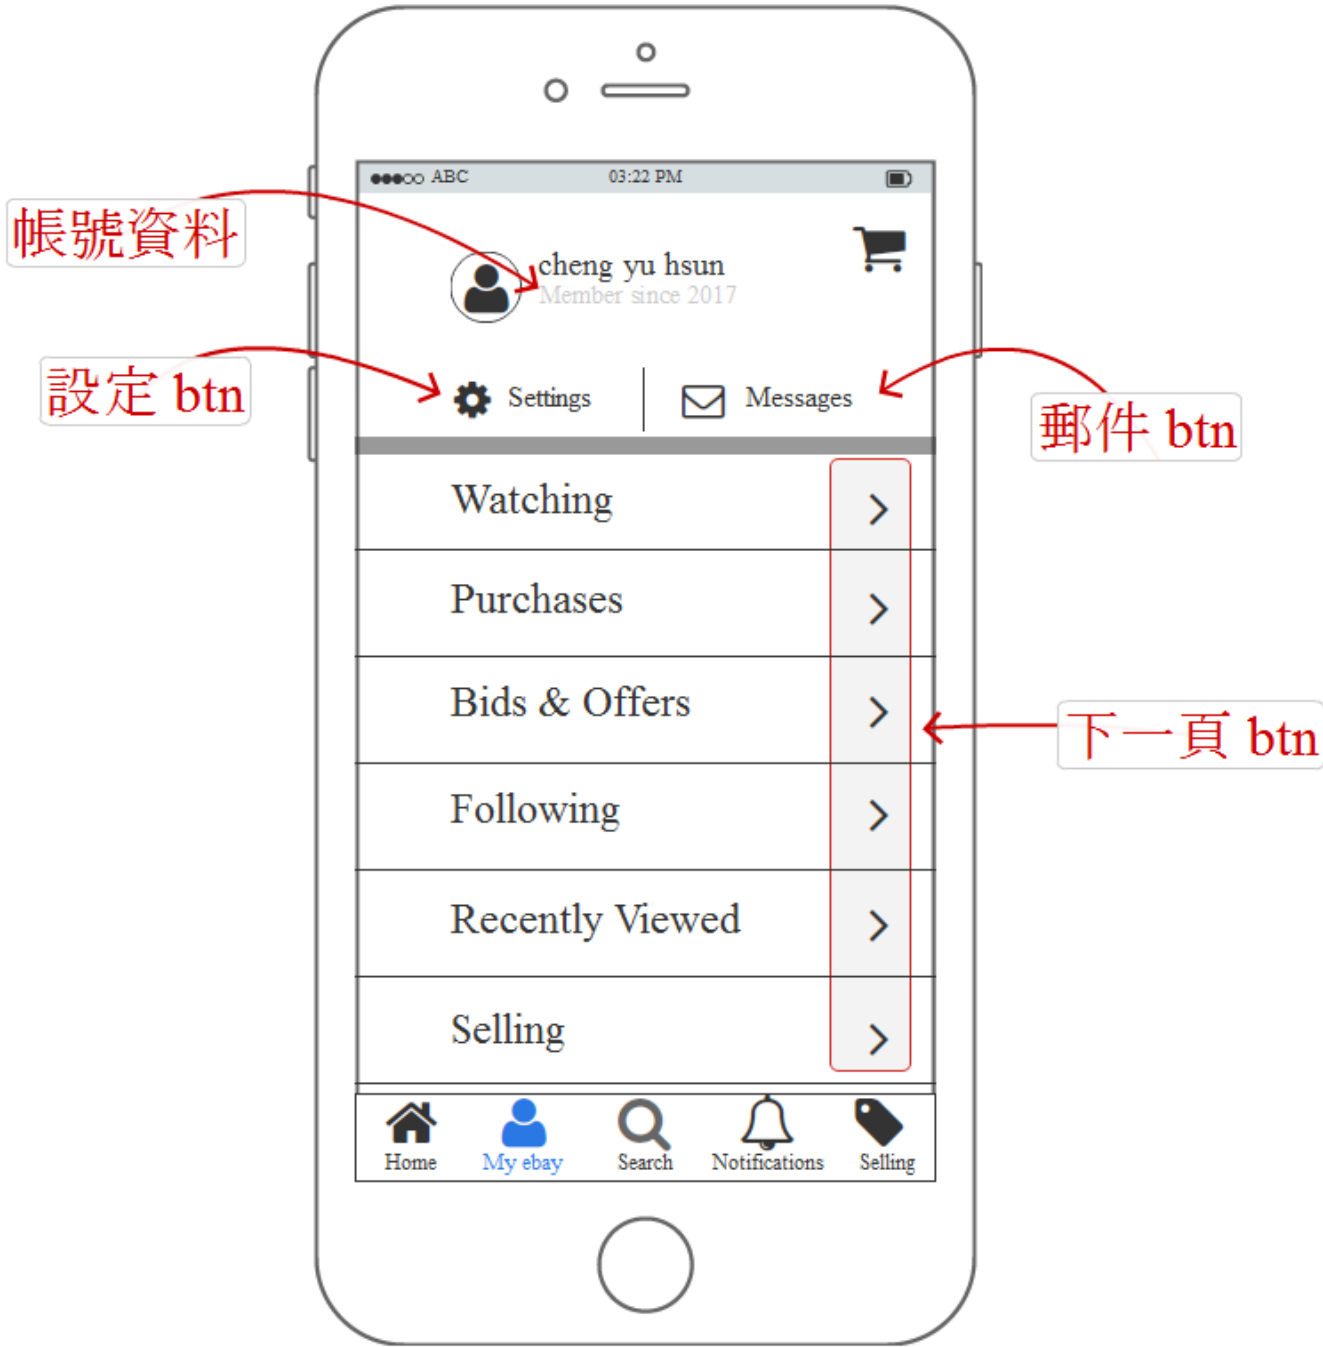 ABC 03:22 PM
帳號資料
cheng yu hsun
Member since 2017
設定 btn
Settings
Messages
郵件 btn
Watching
Purchases
Bids & Offers
下一頁 btn
Following
Recently Viewed
Selling
Home
My ebay
Search
Notifications
Selling